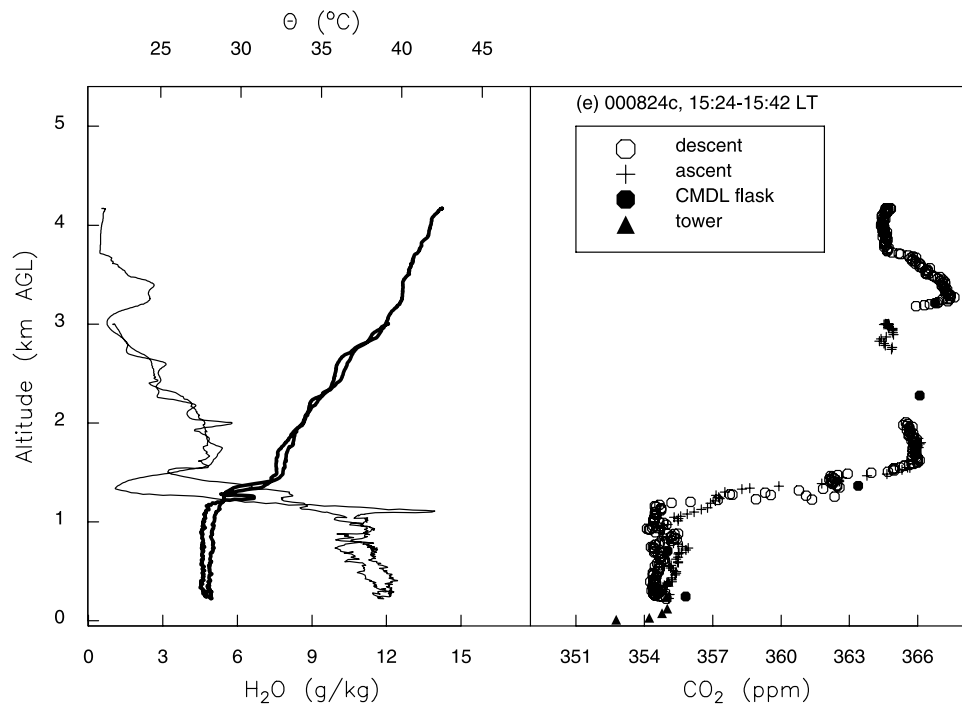 Θ (°C)
25 30 35 40 45
(e) 000824c, 15:24-15:42 LT
descent
ascent
CMDL flask
tower
Altitude (km AGL)
5
4
3
2
1
0
0 3 6 9 12 15
351 354 357 360 363 366
H₂O (g/kg)
CO₂ (ppm)